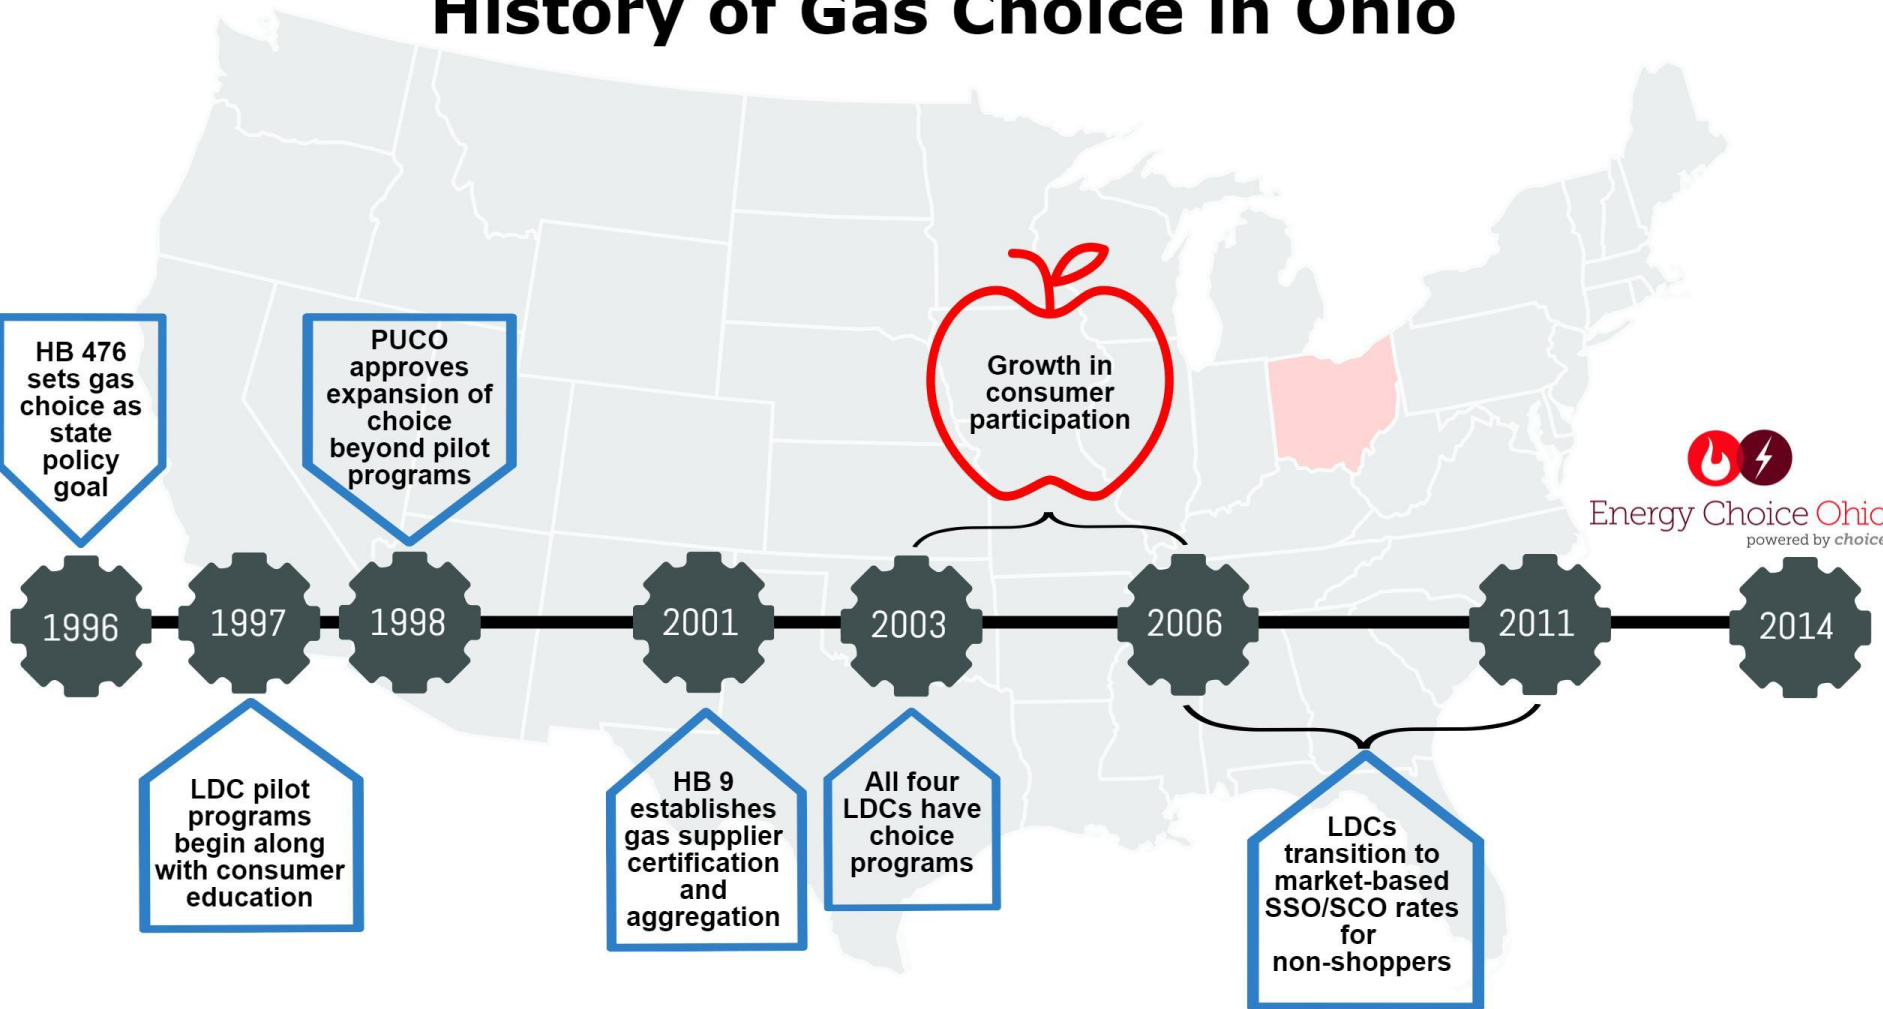 History of Gas Choice in Ohio
HB 476
sets gas
choice as
state
policy
goal
PUCO
approves
expansion of
choice
beyond pilot
programs
Growth in
consumer
participation
Energy Choice Ohio
powered by choice
1996
1997
1998
2001
2003
2006
2011
2014
LDC pilot
programs
begin along
with consumer
education
HB 9
establishes
gas supplier
certification
and
aggregation
All four
LDCs have
choice
programs
LDCs
transition to
market-based
SSO/SCO rates
for
non-shoppers